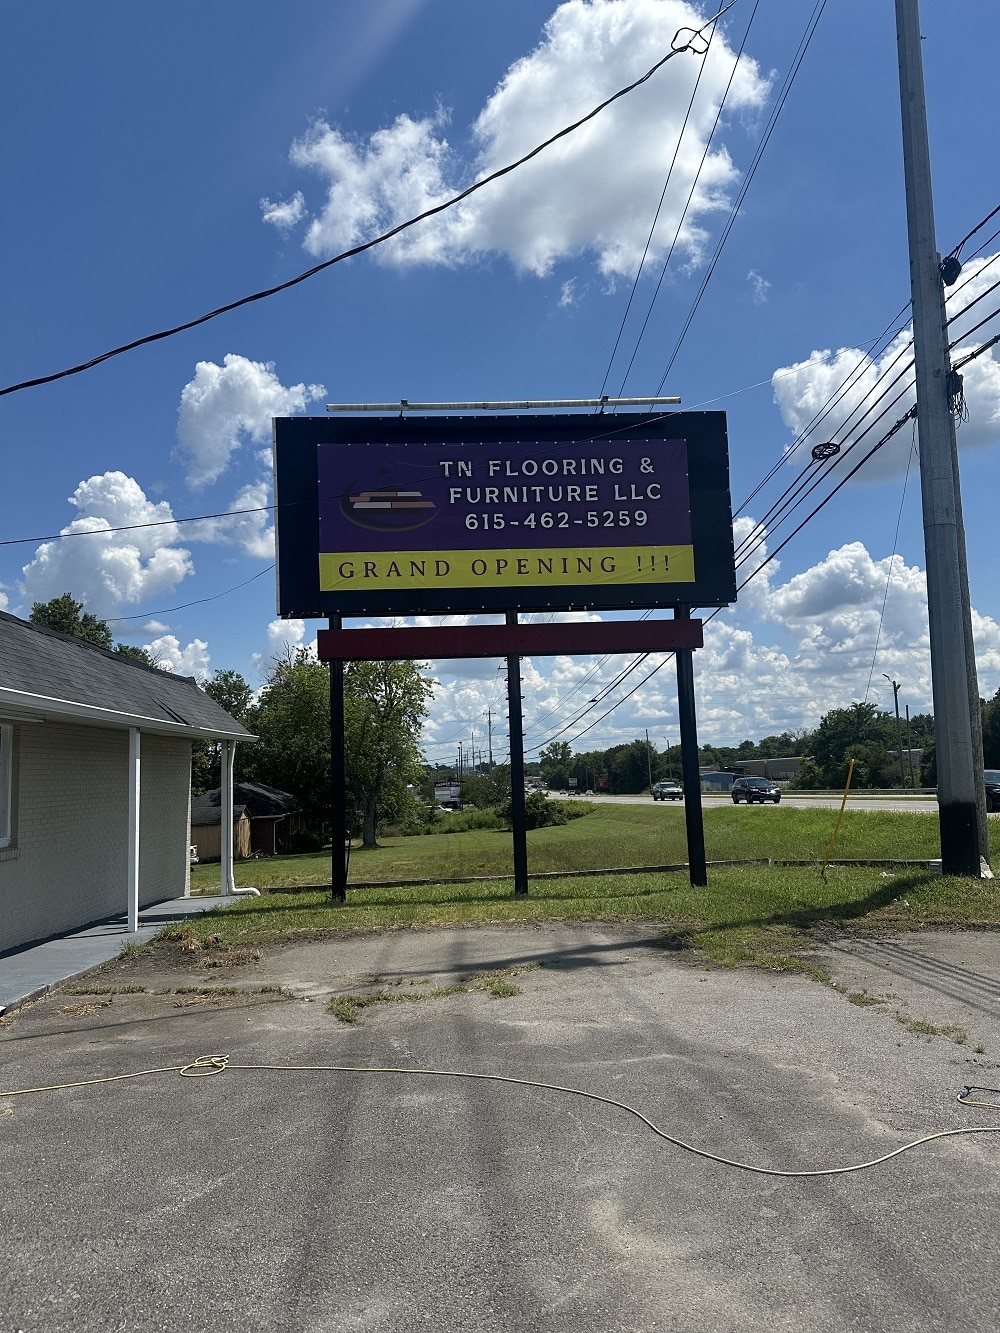 TN FLOORING &
FURNITURE LLC
615-462-5259
GRAND OPENING !!!